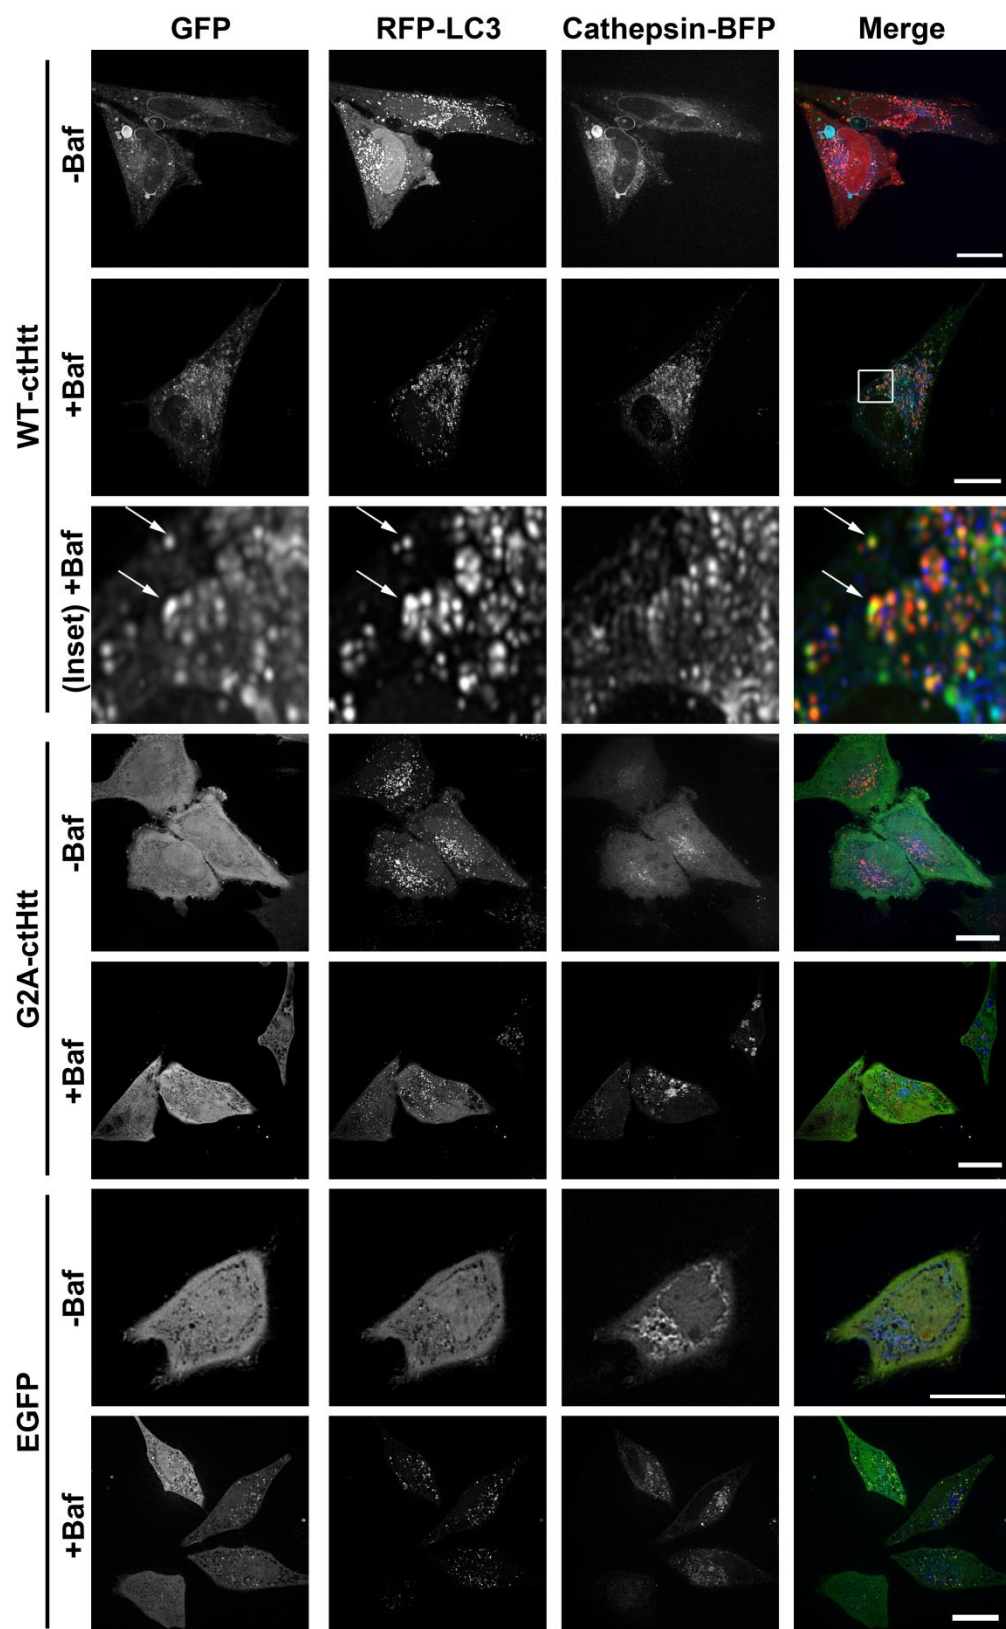 GFP RFP-LC3 Cathepsin-BFP Merge
WT-ctHtt
-Baf
+Baf
(Inset) +Baf
G2A-ctHtt
-Baf
+Baf
EGFP
-Baf
+Baf